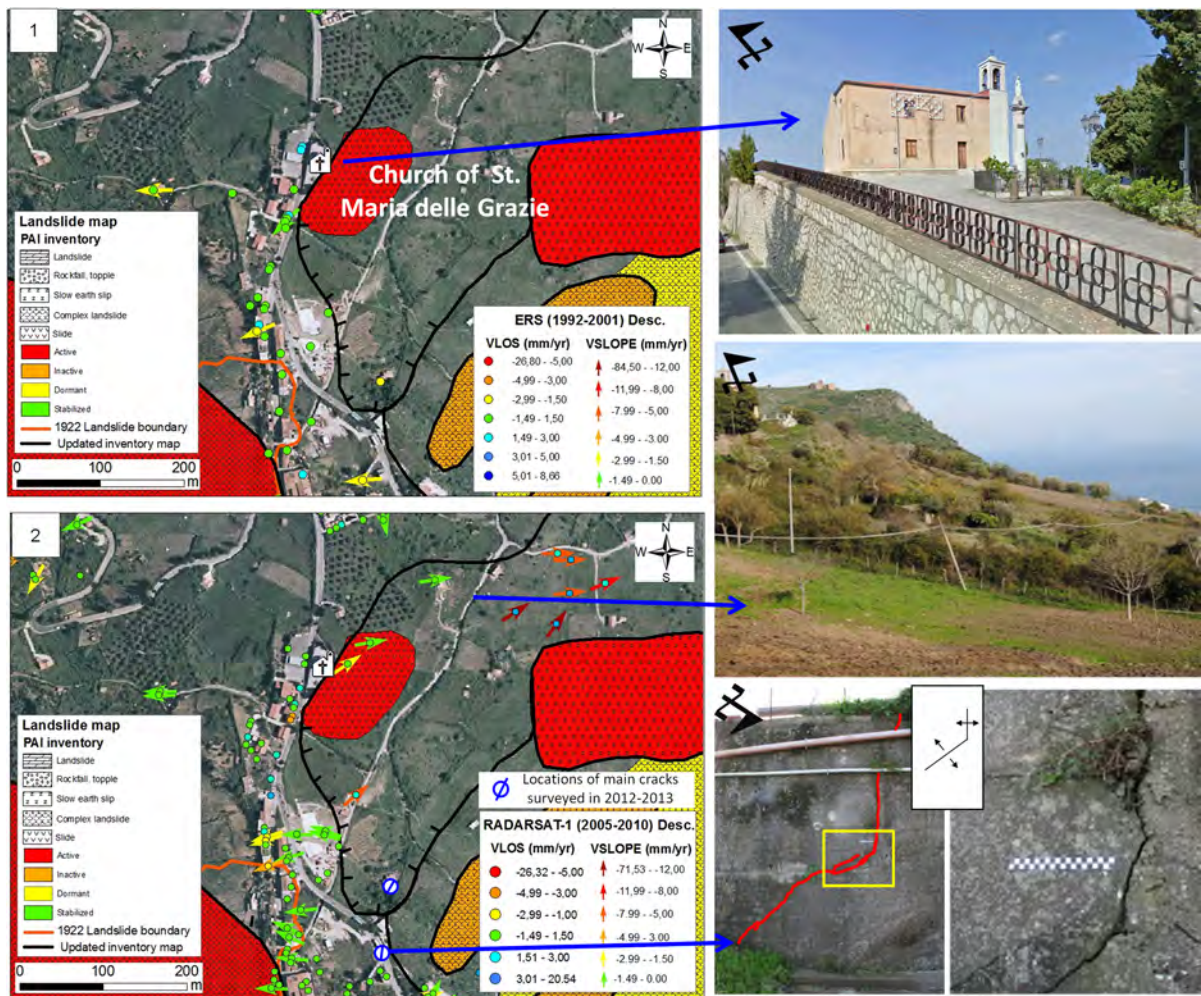 1
N
W E
S
Church of St.
Maria delle Grazie
Landslide map
PAI inventory
Landslide
Rockfall, topple
Slow earth slip
Complex landslide
Slide
Active
Inactive
Dormant
Stabilized
1922 Landslide boundary
Updated inventory map
0 100 200
m
ERS (1992-2001) Desc.
VLOS (mm/yr) VSLOPE (mm/yr)
-26,80 - -5,00 -84,50 - -12,00
-4,99 - -3,00 -11,99 - -8,00
-2,99 - -1,50 -7.99 - -5,00
-1,49 - 1,50 -4.99 - -3.00
1,49 - 3,00 -2.99 - -1.50
3,01 - 5,00 -1.49 - 0.00
5,01 - 8,66
2
N
W E
S
Landslide map
PAI inventory
Landslide
Rockfall, topple
Slow earth slip
Complex landslide
Slide
Active
Inactive
Dormant
Stabilized
1922 Landslide boundary
Updated inventory map
0 100 200
m
Locations of main cracks
surveyed in 2012-2013
RADARSAT-1 (2005-2010) Desc.
VLOS (mm/yr) VSLOPE (mm/yr)
-26,32 - -5,00 -71,53 - -12,00
-4,99 - -3,00 -11,99 - -8,00
-2,99 - -1,00 -7.99 - -5,00
-1,49 - 1,50 -4.99 - 3.00
1,51 - 3,00 -2.99 - -1.50
3,01 - 20.54 -1.49 - 0.00